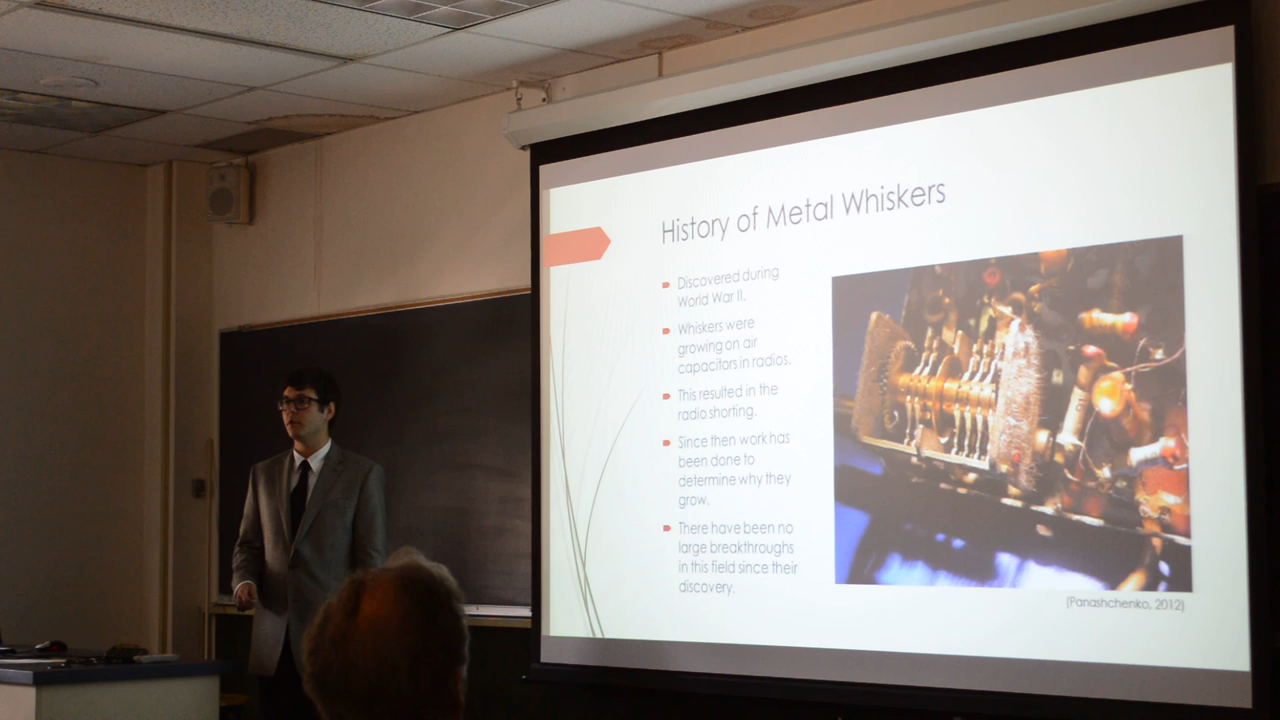 History of Metal Whiskers
Discovered during
World War II.
Whiskers were
growing on air
capacitors in radios.
This resulted in the
radio shorting.
Since then work has
been done to
determine why they
grow.
There have been no
large breakthroughs
in this field since their
discovery.
(Panashchenko, 2012)